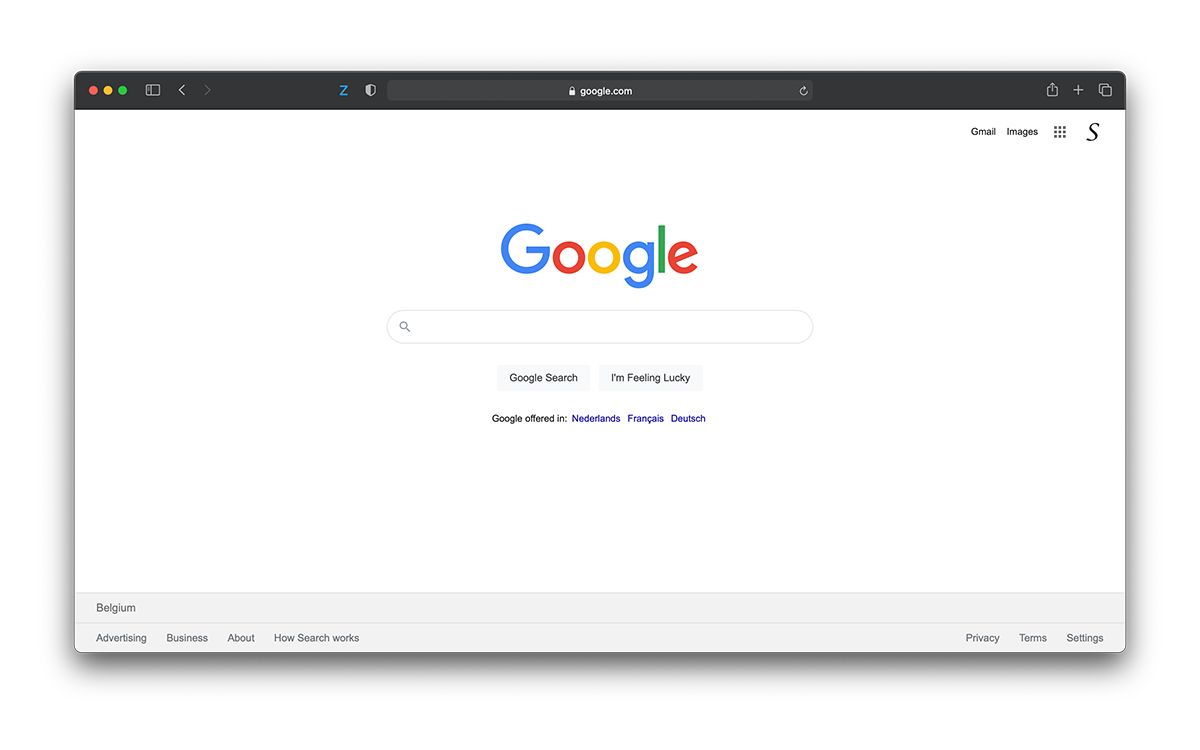 Z google.com
Gmail Images S
Google
Google Search I'm Feeling Lucky
Google offered in: Nederlands Français Deutsch
Belgium
Advertising Business About How Search works Privacy Terms Settings